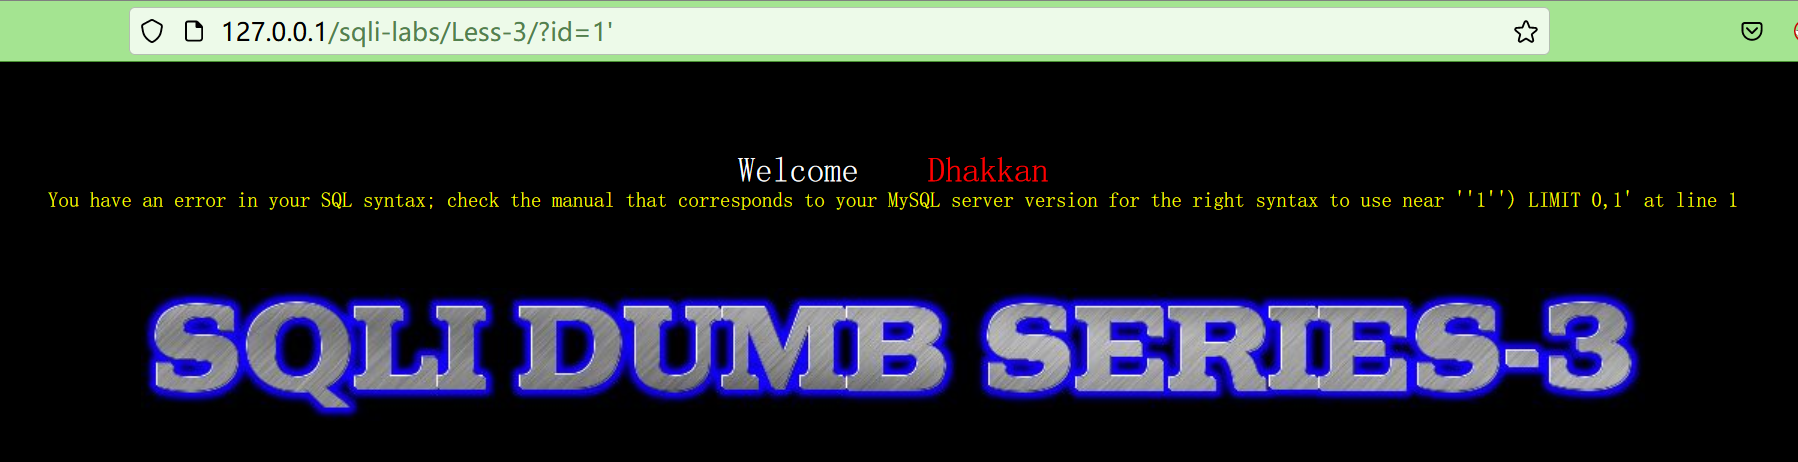 127.0.0.1/sqli-labs/Less-3/?id=1'
Welcome Dhakkan
You have an error in your SQL syntax; check the manual that corresponds to your MySQL server version for the right syntax to use near ''1'') LIMIT 0,1' at line 1
SQLI DUMB SERIES-3